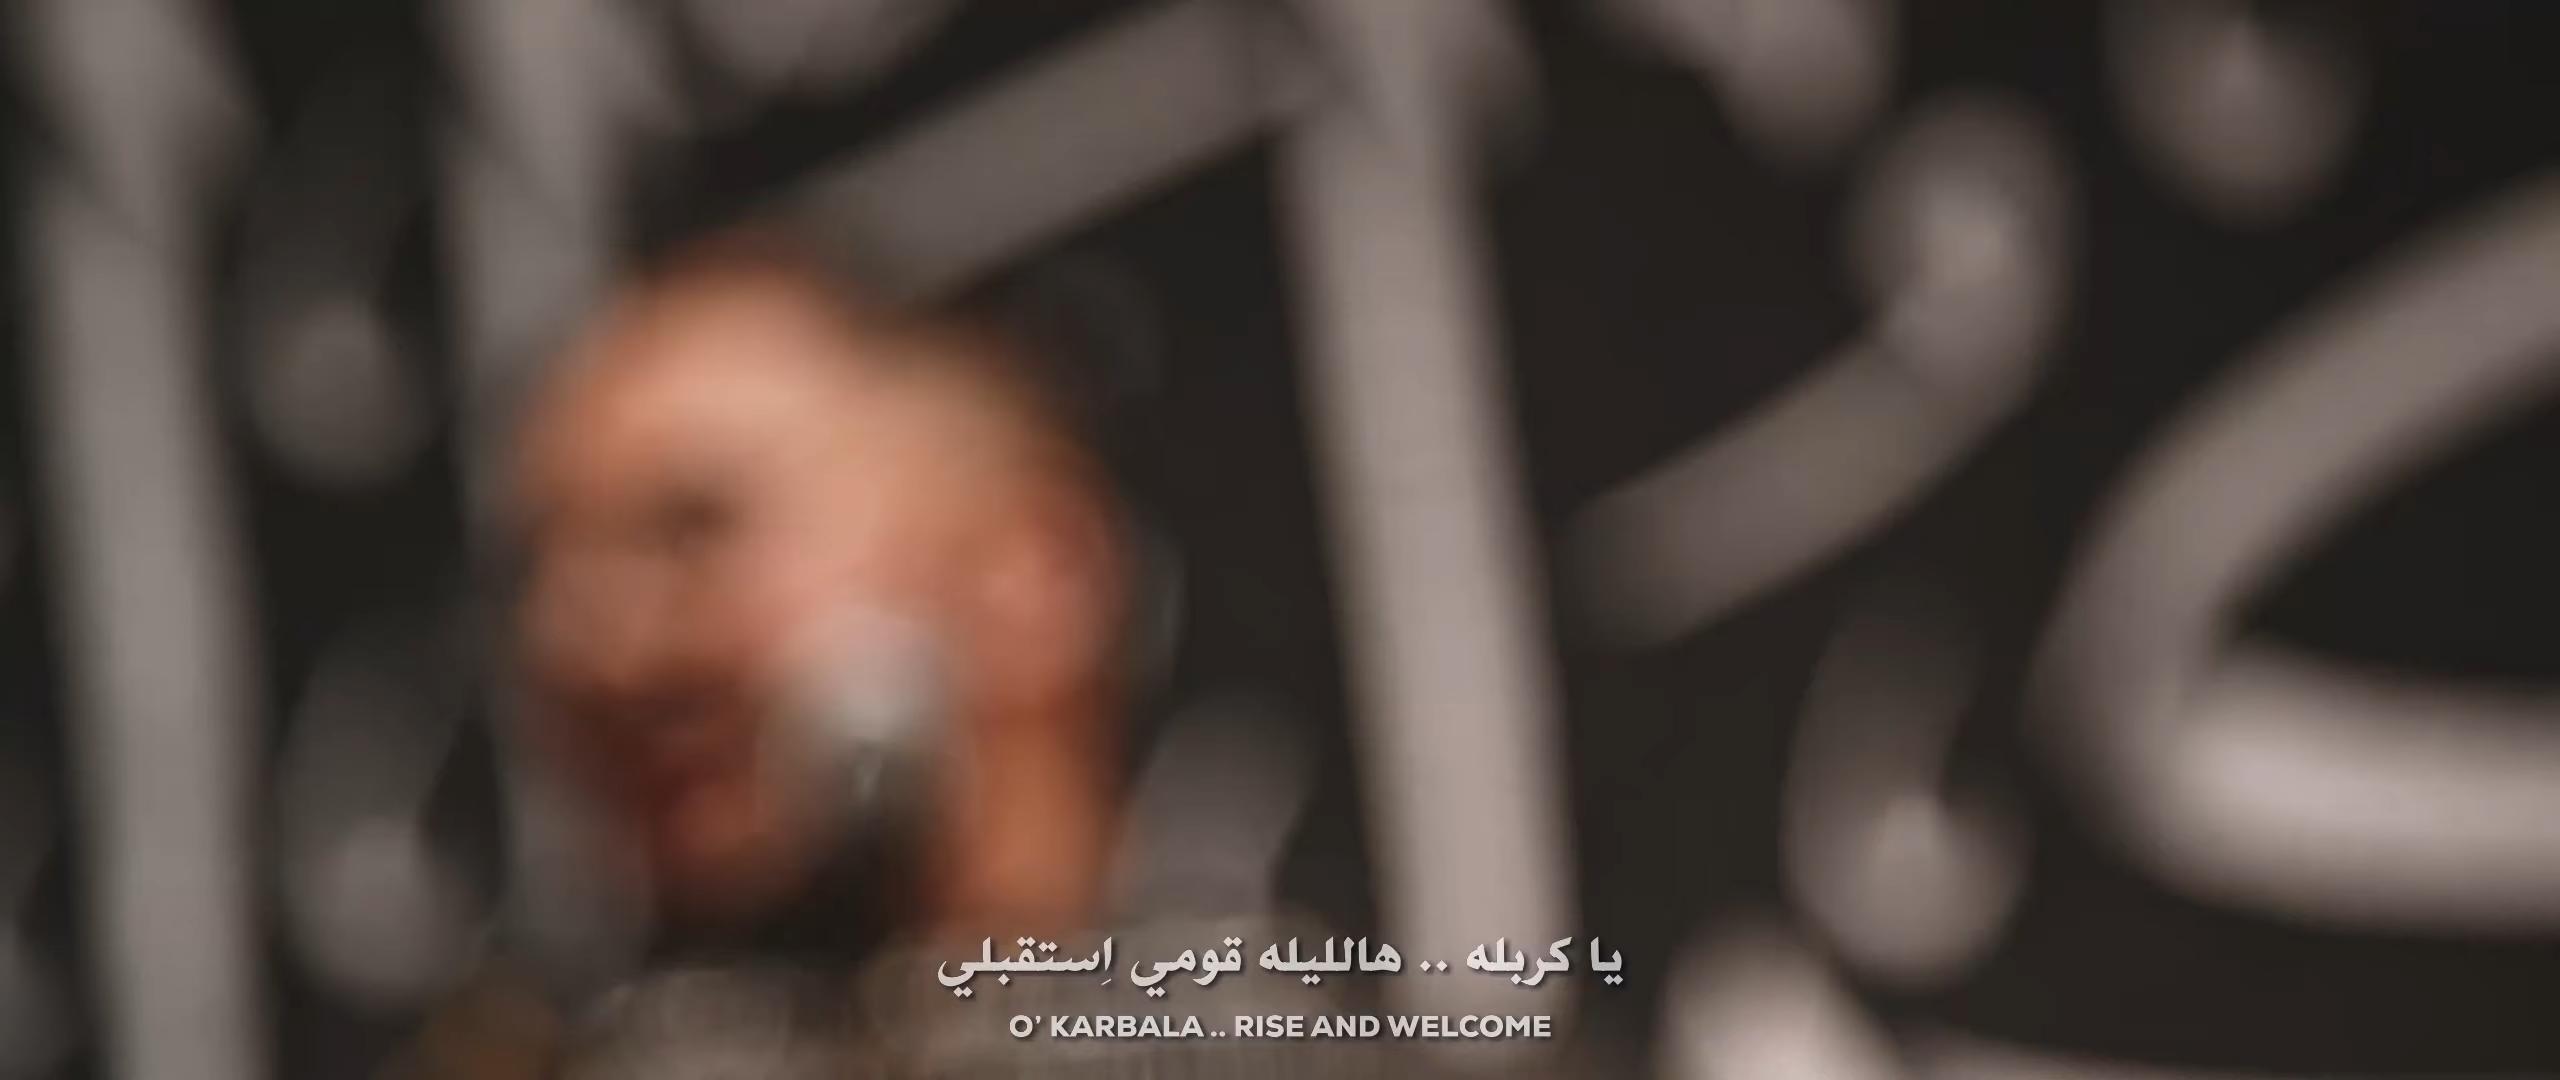 يا كربله .. هالليله قومي اِستقبلي
O' KARBALA .. RISE AND WELCOME